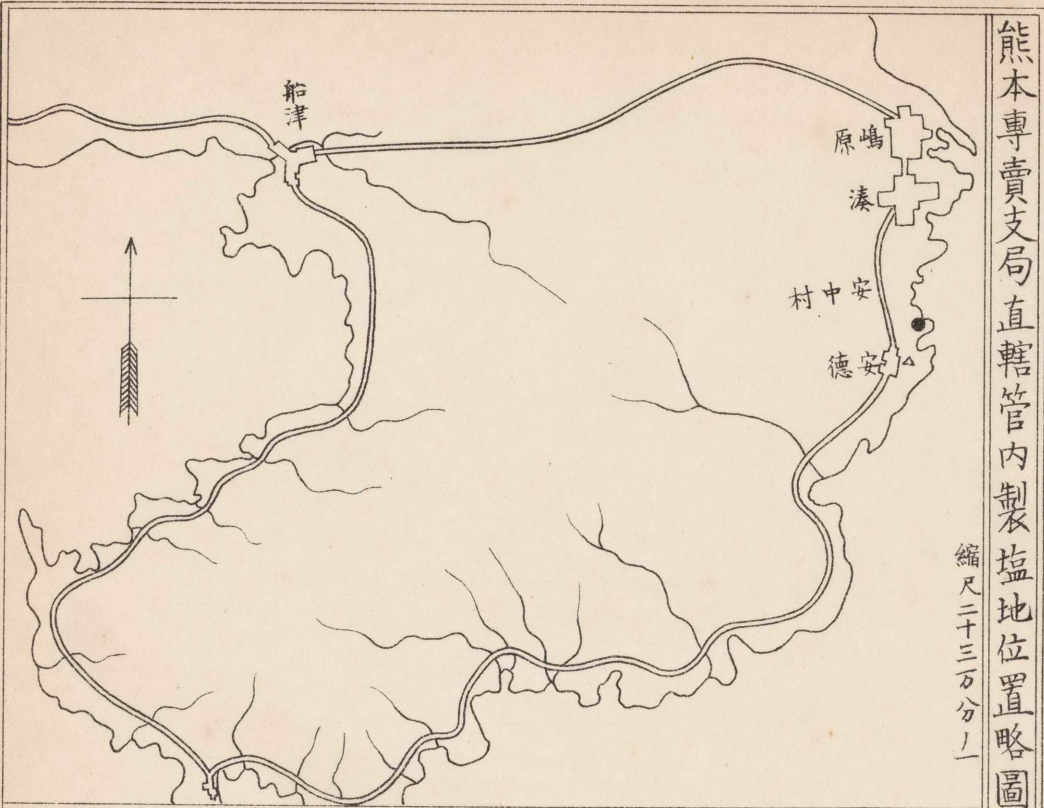 熊本專賣支局直轄管内製塩地位置略圖
縮尺二十三万分ノ一
船津
原嶋
湊
村中安
德安